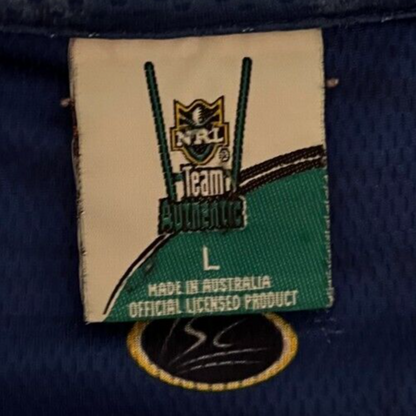 NRL
®
Team
Authentic
L
MADE IN AUSTRALIA
OFFICIAL LICENSED PRODUCT